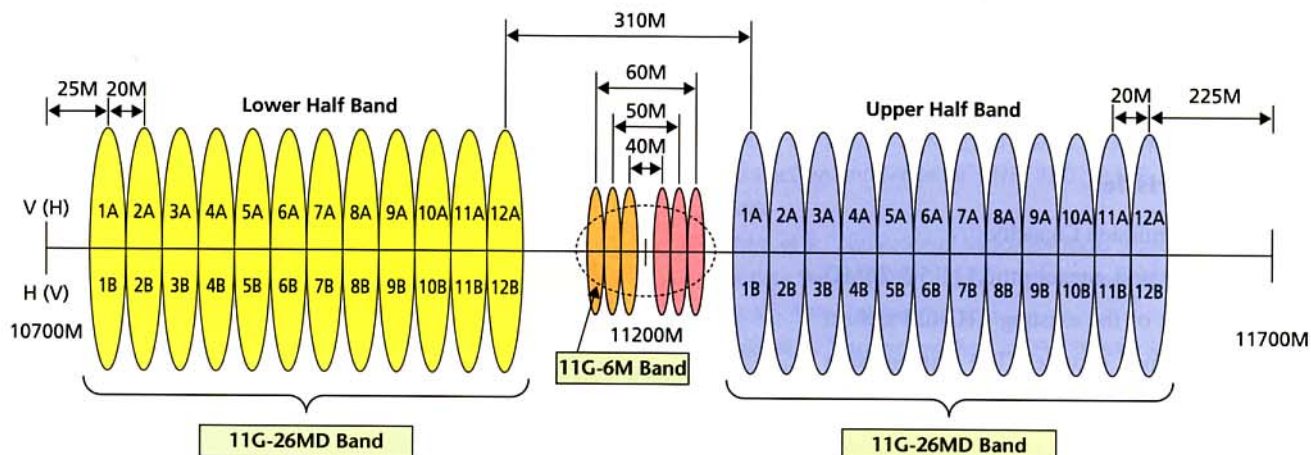 310M
25M
20M
Lower Half Band
60M
50M
40M
Upper Half Band
20M
225M
V (H)
1A 2A 3A 4A 5A 6A 7A 8A 9A 10A 11A 12A
1A 2A 3A 4A 5A 6A 7A 8A 9A 10A 11A 12A
H (V)
1B 2B 3B 4B 5B 6B 7B 8B 9B 10B 11B 12B
1B 2B 3B 4B 5B 6B 7B 8B 9B 10B 11B 12B
10700M
11200M
11700M
11G-6M Band
11G-26MD Band
11G-26MD Band